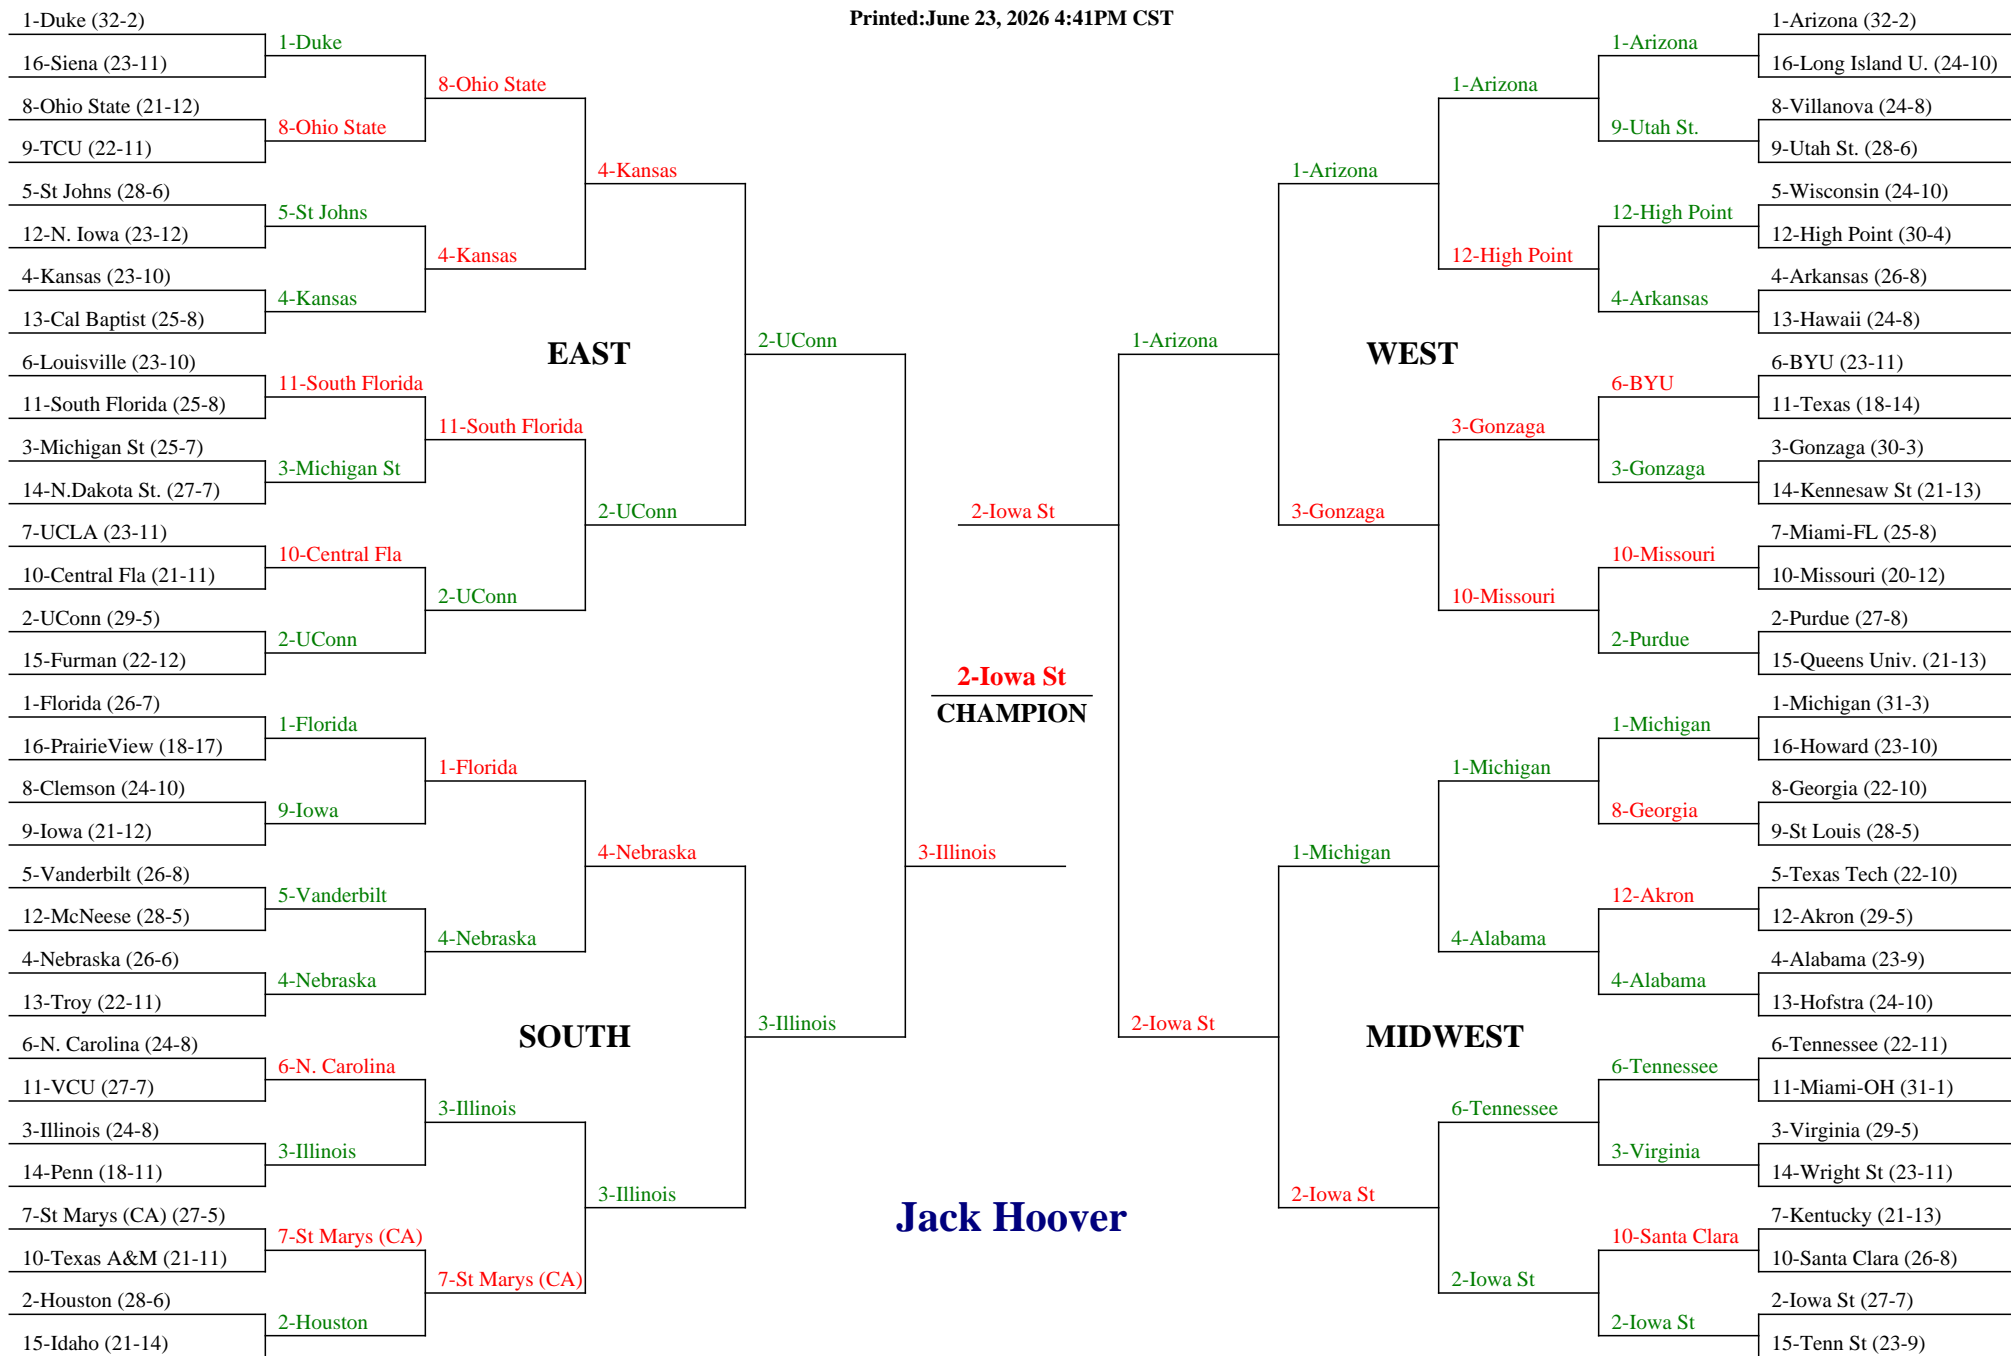 Printed:June 23, 2026 4:41PM CST
1-Duke (32-2)
16-Siena (23-11)
8-Ohio State (21-12)
9-TCU (22-11)
5-St Johns (28-6)
12-N. Iowa (23-12)
4-Kansas (23-10)
13-Cal Baptist (25-8)
6-Louisville (23-10)
11-South Florida (25-8)
3-Michigan St (25-7)
14-N.Dakota St. (27-7)
7-UCLA (23-11)
10-Central Fla (21-11)
2-UConn (29-5)
15-Furman (22-12)
1-Florida (26-7)
16-PrairieView (18-17)
8-Clemson (24-10)
9-Iowa (21-12)
5-Vanderbilt (26-8)
12-McNeese (28-5)
4-Nebraska (26-6)
13-Troy (22-11)
6-N. Carolina (24-8)
11-VCU (27-7)
3-Illinois (24-8)
14-Penn (18-11)
7-St Marys (CA) (27-5)
10-Texas A&M (21-11)
2-Houston (28-6)
15-Idaho (21-14)
1-Duke
8-Ohio State
5-St Johns
4-Kansas
11-South Florida
3-Michigan St
10-Central Fla
2-UConn
1-Florida
9-Iowa
5-Vanderbilt
4-Nebraska
6-N. Carolina
3-Illinois
7-St Marys (CA)
2-Houston
8-Ohio State
4-Kansas
11-South Florida
2-UConn
1-Florida
4-Nebraska
3-Illinois
7-St Marys (CA)
4-Kansas
2-UConn
4-Nebraska
3-Illinois
EAST
SOUTH
2-UConn
3-Illinois
3-Illinois
2-Iowa St
2-Iowa St
CHAMPION
Jack Hoover
1-Arizona
2-Iowa St
WEST
MIDWEST
1-Arizona
3-Gonzaga
1-Michigan
2-Iowa St
1-Arizona
12-High Point
3-Gonzaga
10-Missouri
1-Michigan
4-Alabama
6-Tennessee
2-Iowa St
1-Arizona
9-Utah St.
12-High Point
4-Arkansas
6-BYU
3-Gonzaga
10-Missouri
2-Purdue
1-Michigan
8-Georgia
12-Akron
4-Alabama
6-Tennessee
3-Virginia
10-Santa Clara
2-Iowa St
1-Arizona (32-2)
16-Long Island U. (24-10)
8-Villanova (24-8)
9-Utah St. (28-6)
5-Wisconsin (24-10)
12-High Point (30-4)
4-Arkansas (26-8)
13-Hawaii (24-8)
6-BYU (23-11)
11-Texas (18-14)
3-Gonzaga (30-3)
14-Kennesaw St (21-13)
7-Miami-FL (25-8)
10-Missouri (20-12)
2-Purdue (27-8)
15-Queens Univ. (21-13)
1-Michigan (31-3)
16-Howard (23-10)
8-Georgia (22-10)
9-St Louis (28-5)
5-Texas Tech (22-10)
12-Akron (29-5)
4-Alabama (23-9)
13-Hofstra (24-10)
6-Tennessee (22-11)
11-Miami-OH (31-1)
3-Virginia (29-5)
14-Wright St (23-11)
7-Kentucky (21-13)
10-Santa Clara (26-8)
2-Iowa St (27-7)
15-Tenn St (23-9)